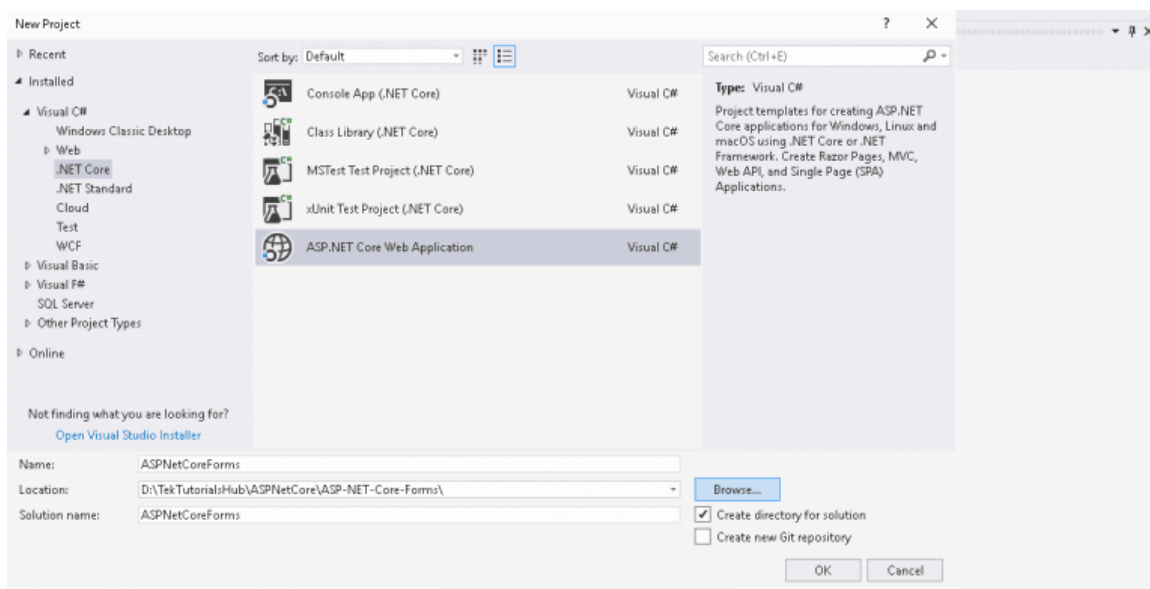 New Project
?
Recent
Installed
Visual C#
Windows Classic Desktop
Web
.NET Core
.NET Standard
Cloud
Test
WCF
Visual Basic
Visual F#
SQL Server
Other Project Types
Online
Not finding what you are looking for?
Open Visual Studio Installer
Sort by: Default
Console App (.NET Core) Visual C#
Class Library (.NET Core) Visual C#
MSTest Test Project (.NET Core) Visual C#
xUnit Test Project (.NET Core) Visual C#
ASP.NET Core Web Application Visual C#
Search (Ctrl+E)
Type: Visual C#
Project templates for creating ASP.NET
Core applications for Windows, Linux and
macOS using .NET Core or .NET
Framework. Create Razor Pages, MVC,
Web API, and Single Page (SPA)
Applications.
Name: ASPNetCoreForms
Location: D:\TekTutorialsHub\ASPNetCore\ASP-NET-Core-Forms\ Browse...
Solution name: ASPNetCoreForms
Create directory for solution
Create new Git repository
OK Cancel